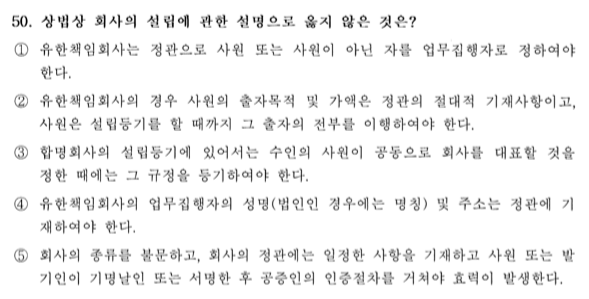 50. 상법상 회사의 설립에 관한 설명으로 옳지 않은 것은?
① 유한책임회사는 정관으로 사원 또는 사원이 아닌 자를 업무집행자로 정하여야
한다.
② 유한책임회사의 경우 사원의 출자목적 및 가액은 정관의 절대적 기재사항이고,
사원은 설립등기를 할 때까지 그 출자의 전부를 이행하여야 한다.
③ 합명회사의 설립등기에 있어서는 수인의 사원이 공동으로 회사를 대표할 것을
정한 때에는 그 규정을 등기하여야 한다.
④ 유한책임회사의 업무집행자의 성명(법인인 경우에는 명칭) 및 주소는 정관에 기
재하여야 한다.
⑤ 회사의 종류를 불문하고, 회사의 정관에는 일정한 사항을 기재하고 사원 또는 발
기인이 기명날인 또는 서명한 후 공증인의 인증절차를 거쳐야 효력이 발생한다.